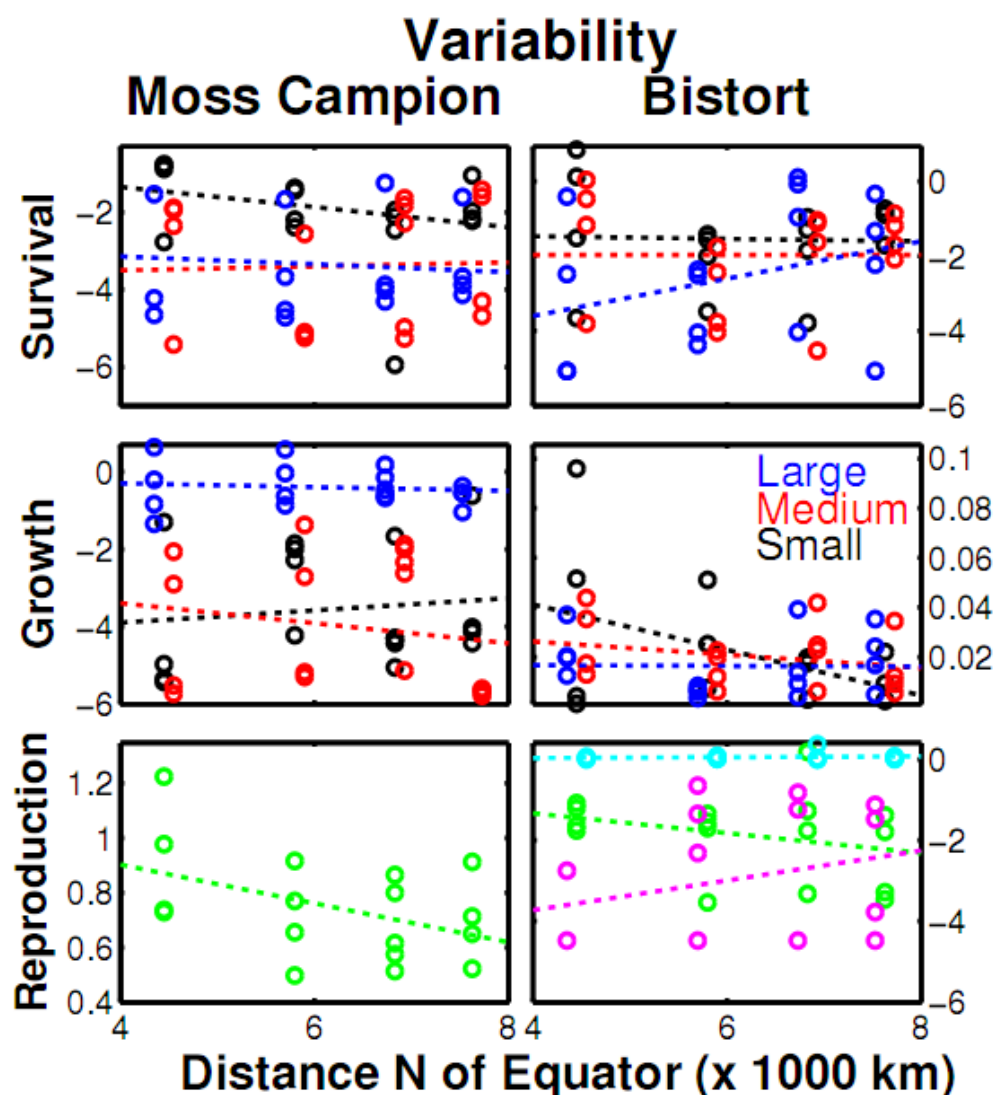 Variability
Moss Campion Bistort
Survival
−2
−4
−6
0
−2
−4
−6
Growth
0
−2
−4
−6
Large
Medium
Small
0.1
0.08
0.06
0.04
0.02
Reproduction
1.2
1
0.8
0.6
0.4
0
−2
−4
−6
4 6 8 4 6 8
Distance N of Equator (x 1000 km)